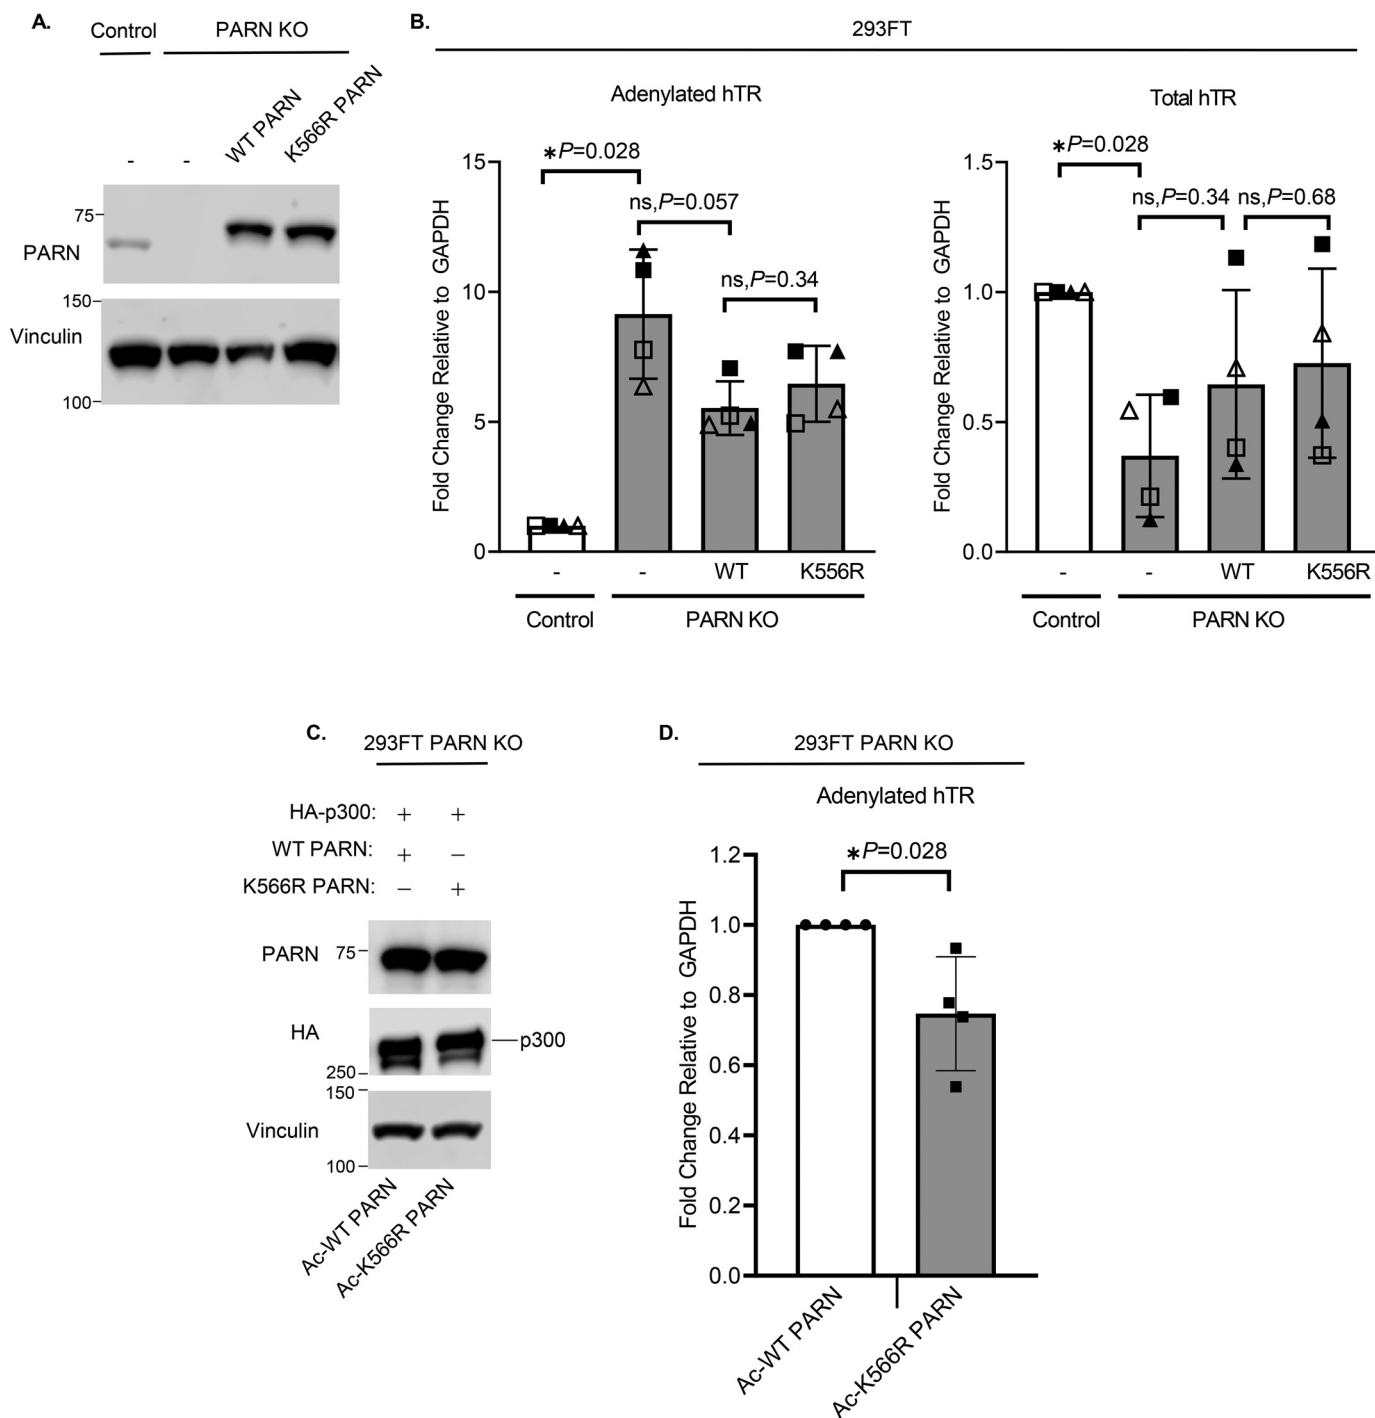 A.
Control
PARN KO
-
-
WT PARN
K566R PARN
75
PARN
150
Vinculin
100
B.
293FT
Adenylated hTR
Fold Change Relative to GAPDH
15
10
5
0
∗P=0.028
ns,P=0.057
ns,P=0.34
-
-
WT
K556R
Control
PARN KO
Total hTR
Fold Change Relative to GAPDH
1.5
1.0
0.5
0.0
∗P=0.028
ns,P=0.34
ns,P=0.68
-
-
WT
K556R
Control
PARN KO
C.
293FT PARN KO
HA-p300: + +
WT PARN: + −
K566R PARN: − +
PARN
75
HA
p300
250
150
Vinculin
100
Ac-WT PARN
Ac-K566R PARN
D.
293FT PARN KO
Adenylated hTR
∗P=0.028
Fold Change Relative to GAPDH
1.2
1.0
0.8
0.6
0.4
0.2
0.0
Ac-WT PARN
Ac-K566R PARN